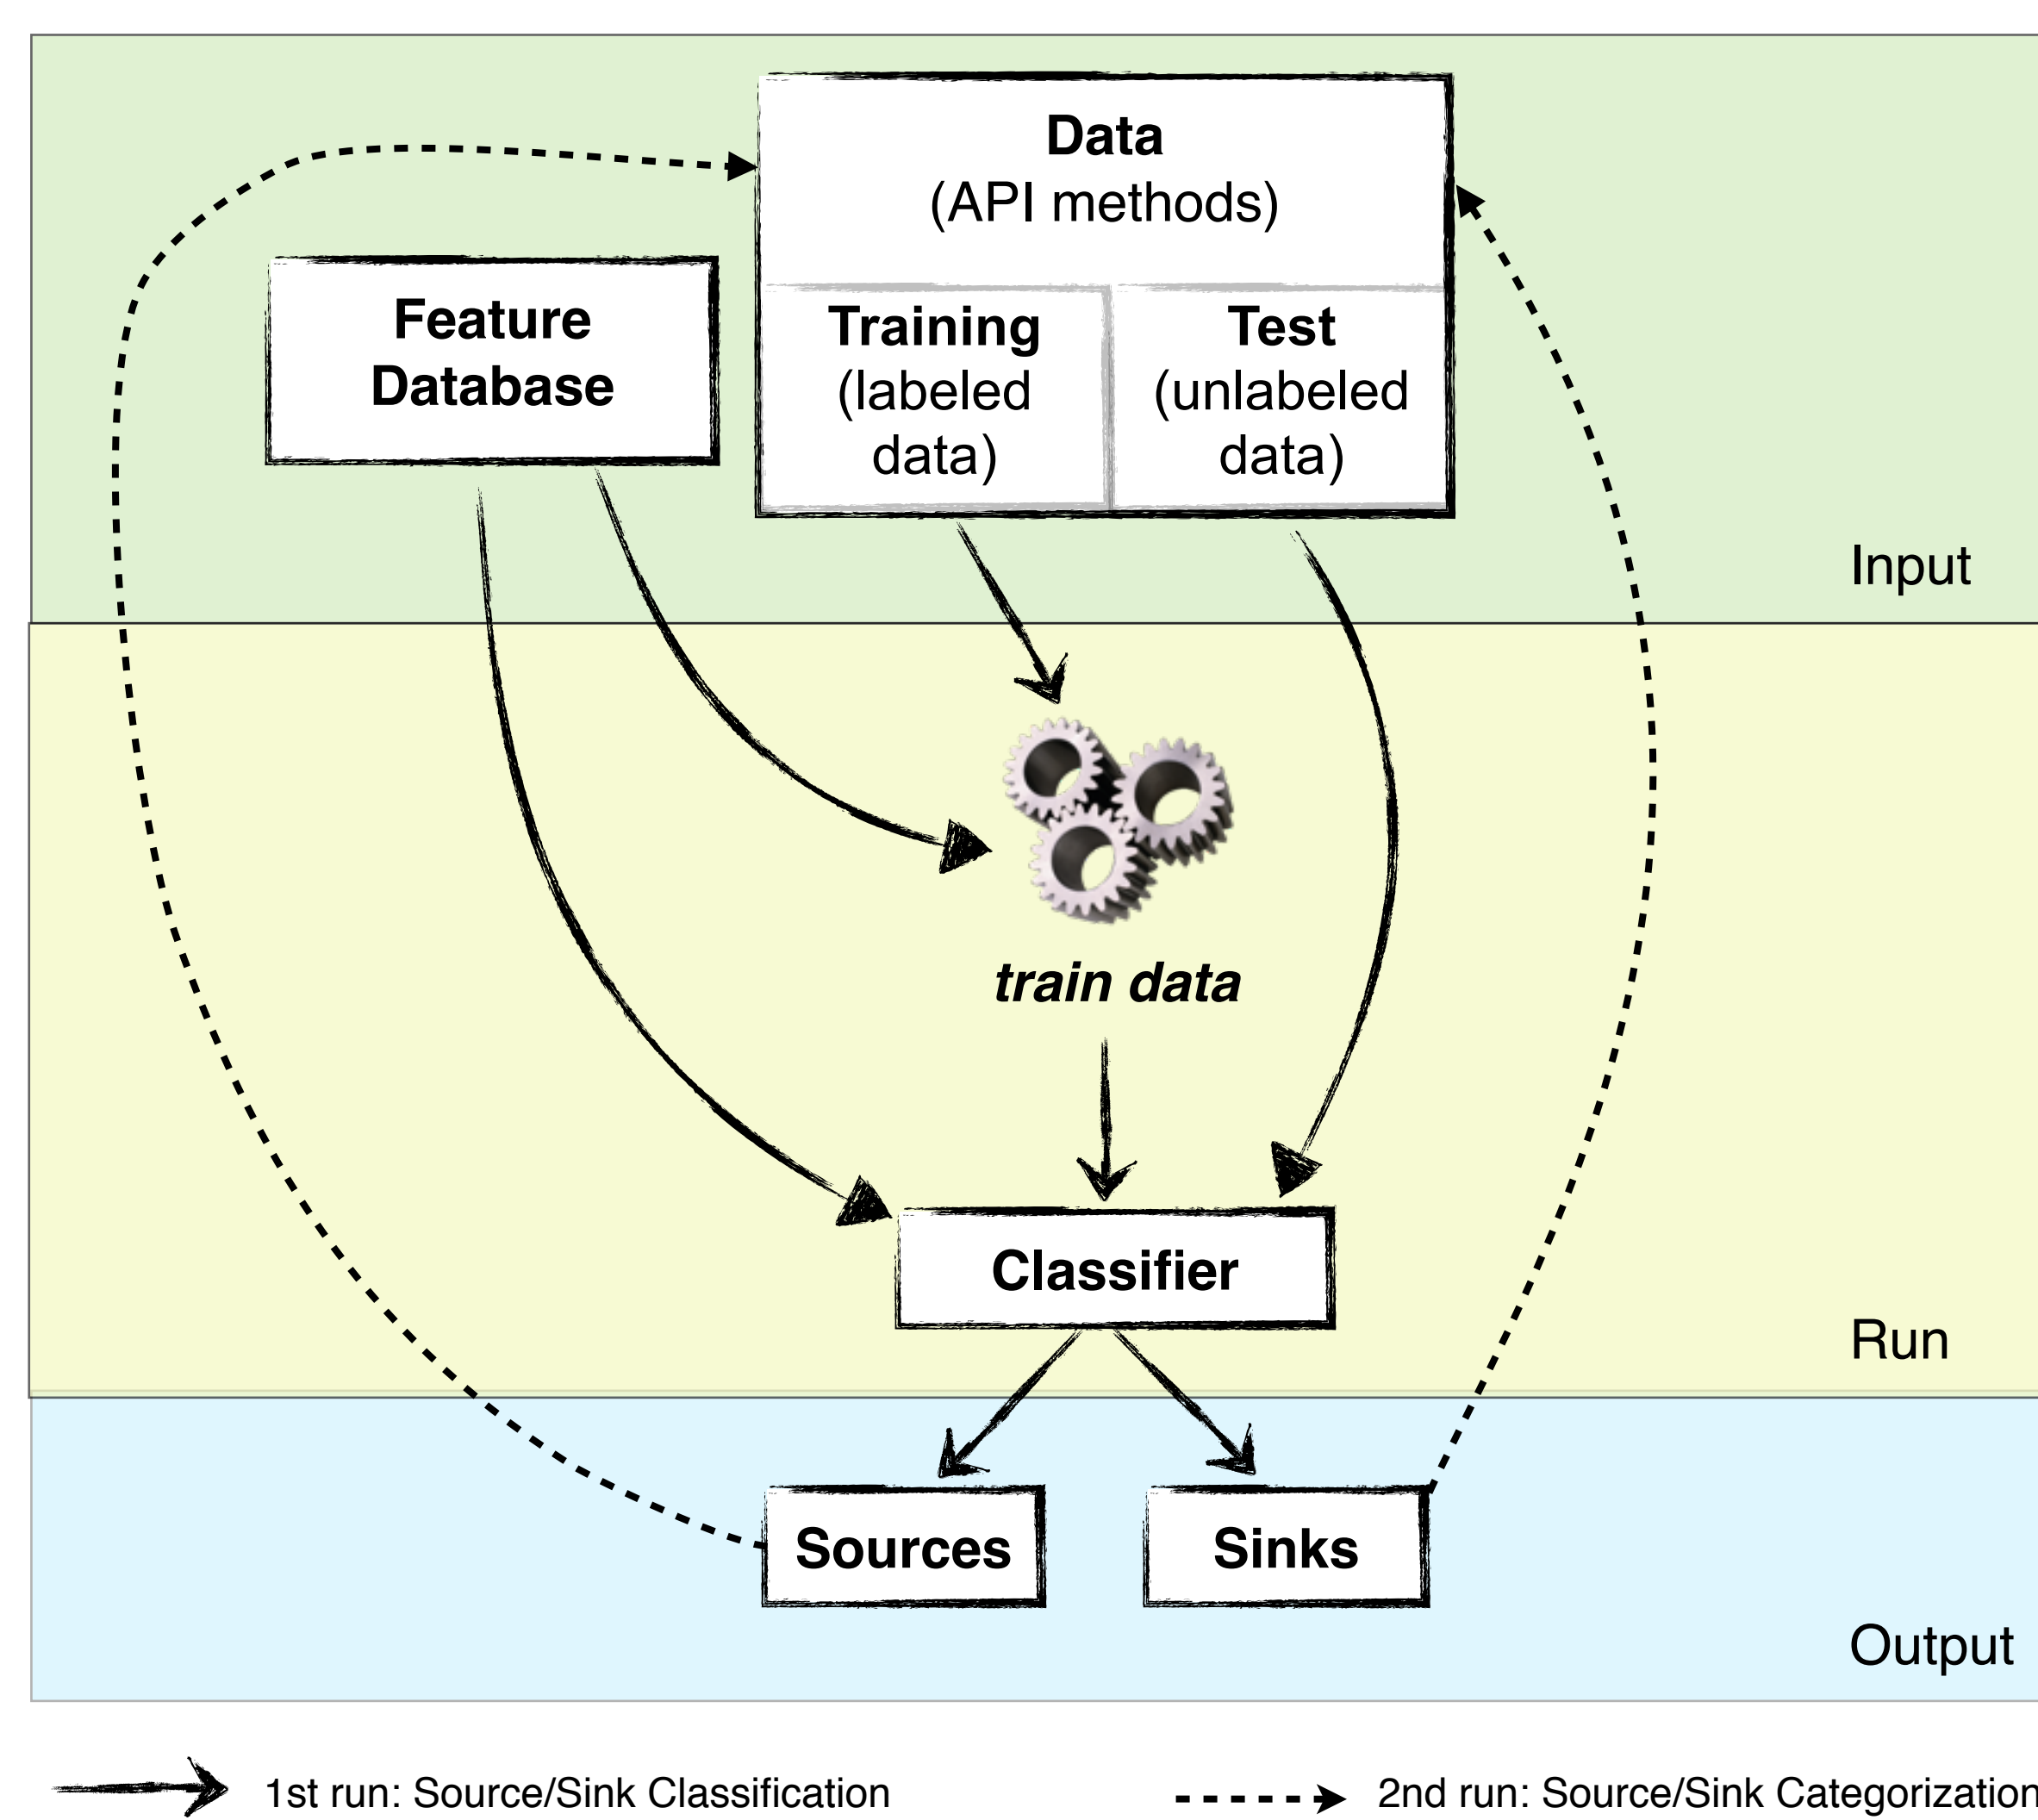 Data
(API methods)
Feature
Database
Training
(labeled
data)
Test
(unlabeled
data)
Input
train data
Classifier
Run
Sources
Sinks
Output
1st run: Source/Sink Classification
2nd run: Source/Sink Categorization